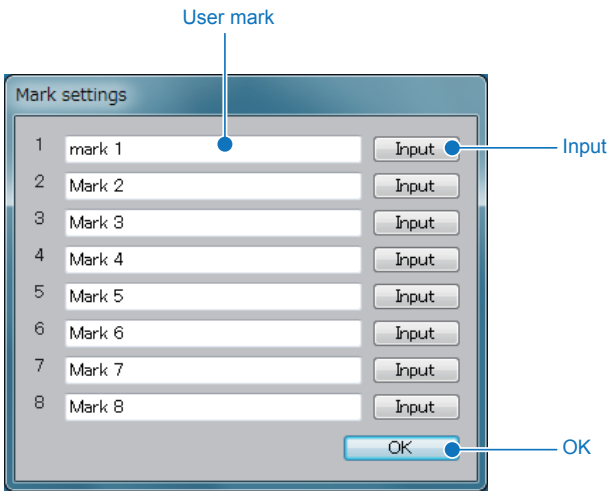 User mark
Mark settings
1 mark 1 Input Input
2 Mark 2 Input
3 Mark 3 Input
4 Mark 4 Input
5 Mark 5 Input
6 Mark 6 Input
7 Mark 7 Input
8 Mark 8 Input
OK OK